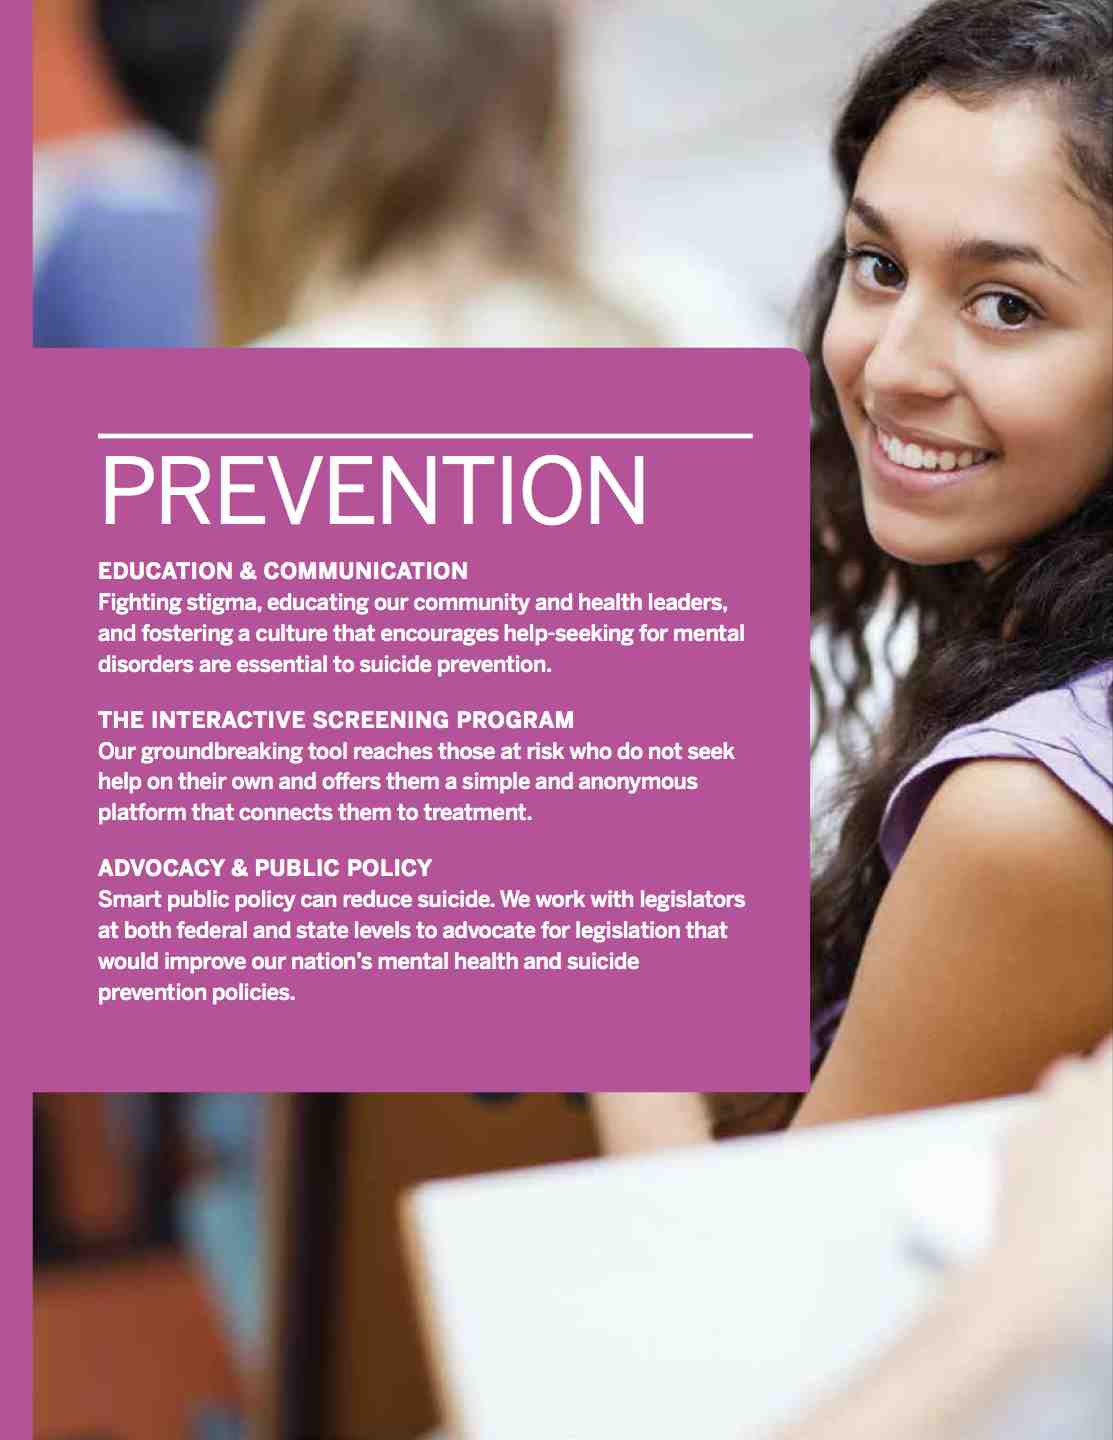 PREVENTION
EDUCATION & COMMUNICATION
Fighting stigma, educating our community and health leaders,
and fostering a culture that encourages help-seeking for mental
disorders are essential to suicide prevention.
THE INTERACTIVE SCREENING PROGRAM
Our groundbreaking tool reaches those at risk who do not seek
help on their own and offers them a simple and anonymous
platform that connects them to treatment.
ADVOCACY & PUBLIC POLICY
Smart public policy can reduce suicide. We work with legislators
at both federal and state levels to advocate for legislation that
would improve our nation's mental health and suicide
prevention policies.